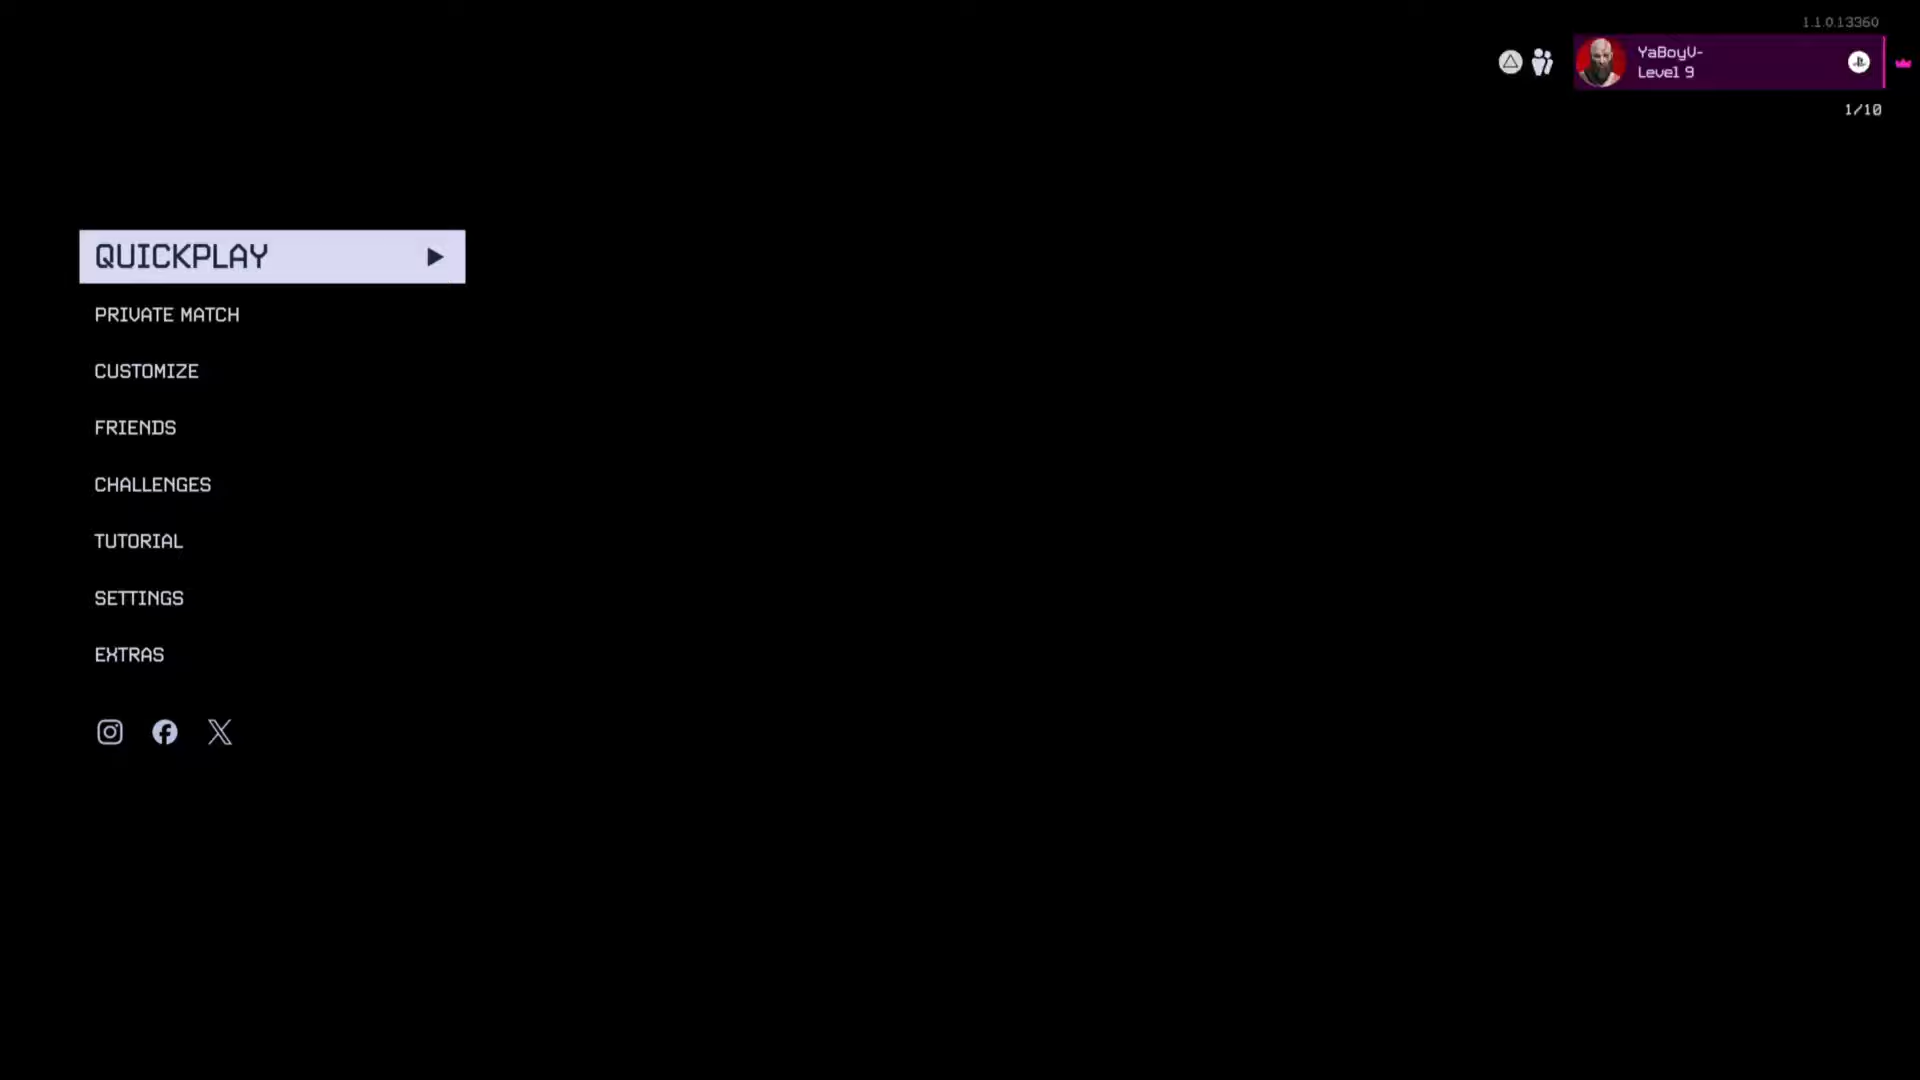 1.1.0.13360
YaBoyV-
Level 9
1/10
QUICKPLAY
PRIVATE MATCH
CUSTOMIZE
FRIENDS
CHALLENGES
TUTORIAL
SETTINGS
EXTRAS